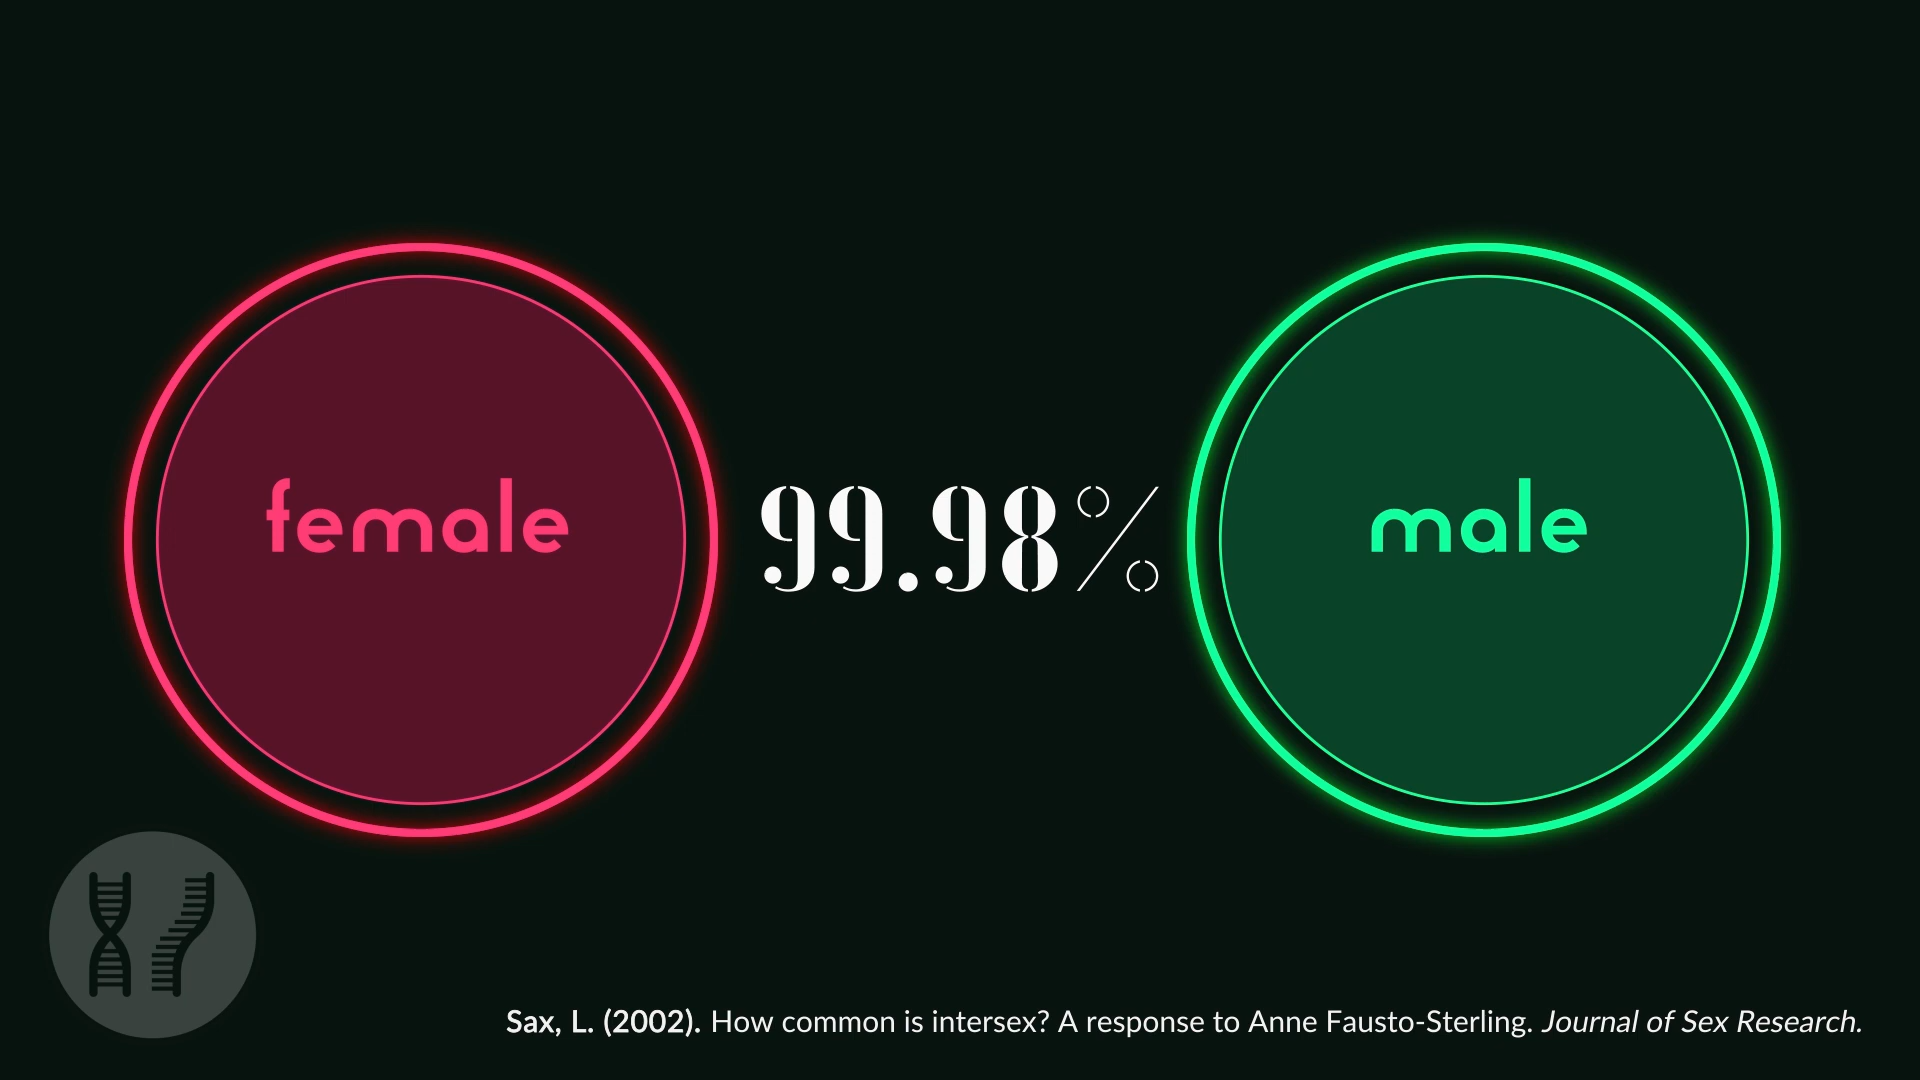 female
99.98%
male
Sax, L. (2002). How common is intersex? A response to Anne Fausto-Sterling. Journal of Sex Research.